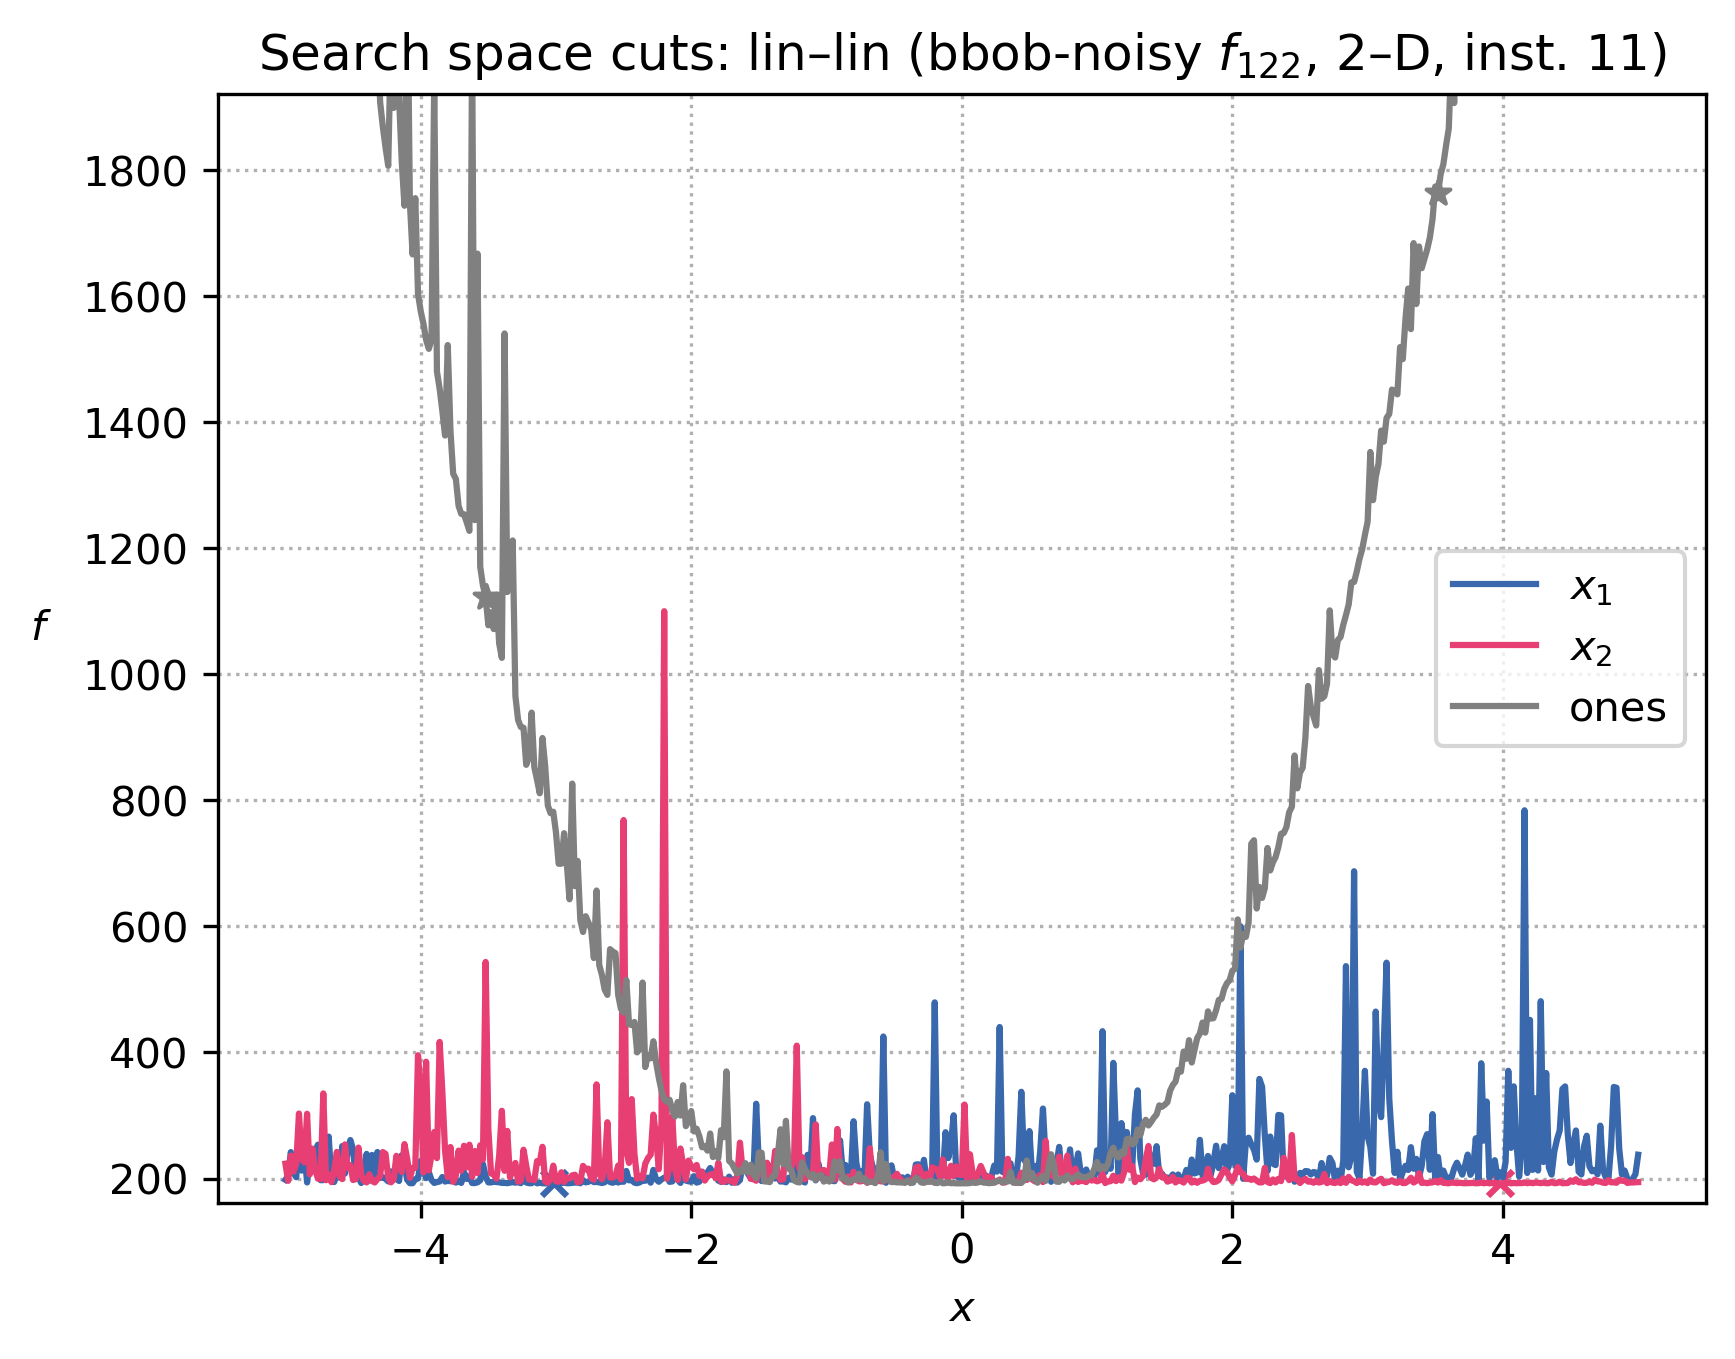 Search space cuts: lin–lin (bbob-noisy f₁₂₂, 2–D, inst. 11)
1800
1600
1400
1200
1000
800
600
400
200
f
x₁
x₂
ones
−4 −2 0 2 4
x